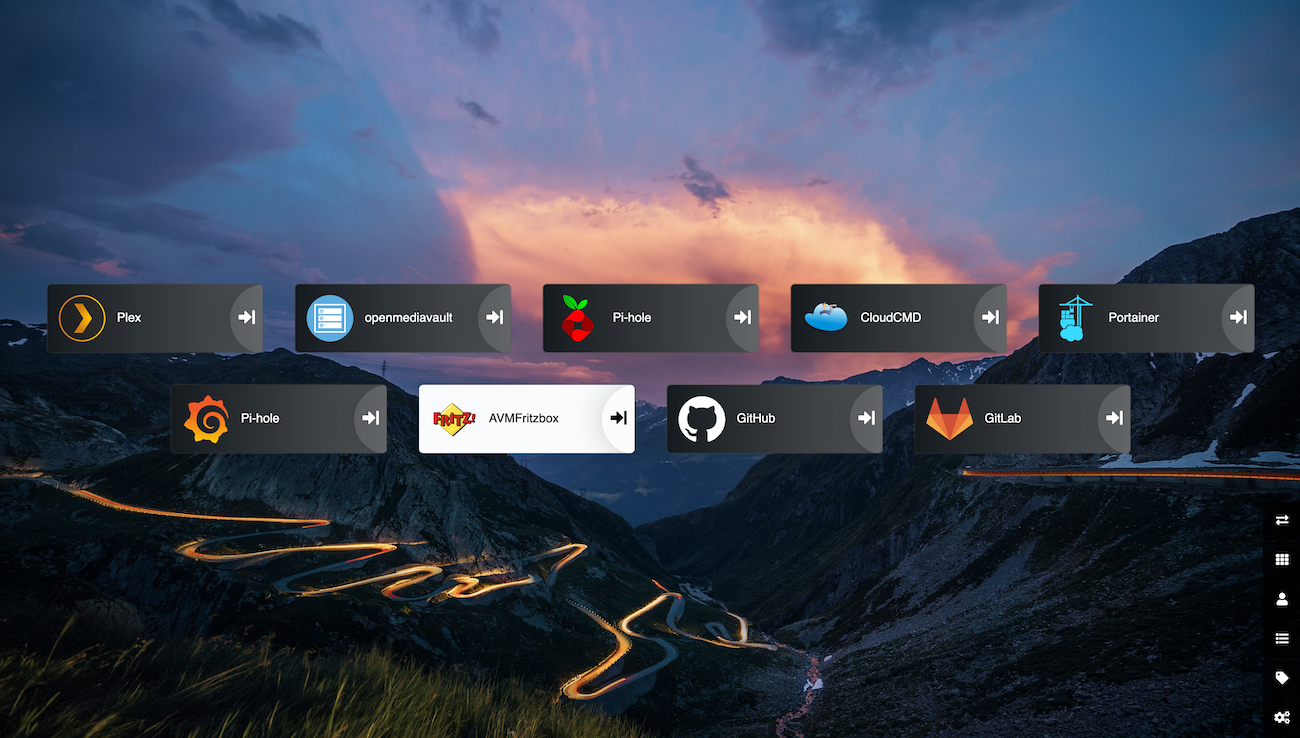 Plex
openmediavault
Pi-hole
CloudCMD
Portainer
Pi-hole
FRITZ!
AVMFritzbox
GitHub
GitLab